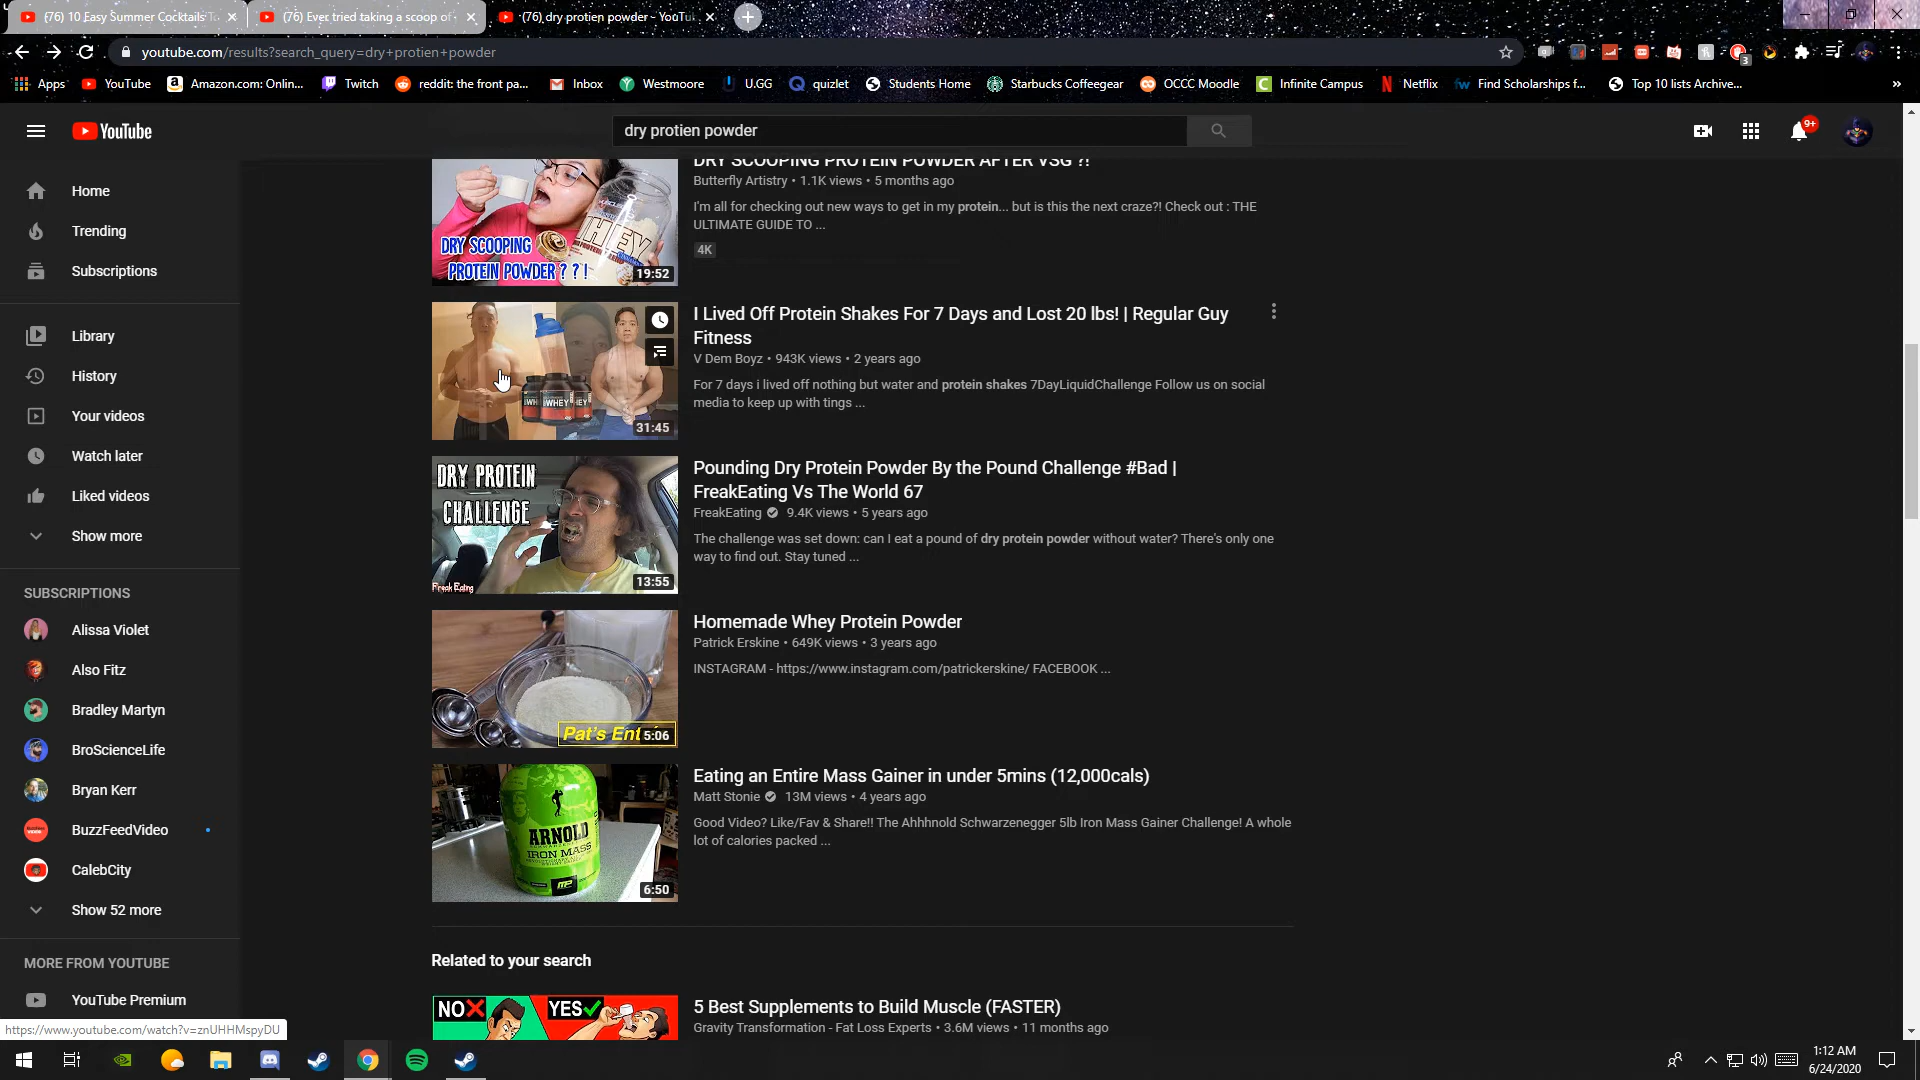 (76) 10 Easy Summer Cocktails T
(76) Ever tried taking a scoop of
(76) dry protien powder - YouTu
youtube.com/results?search_query=dry+protien+powder
3
Apps
YouTube
Amazon.com: Onlin...
Twitch
reddit: the front pa...
Inbox
Westmoore
U.GG
quizlet
Students Home
Starbucks Coffeegear
OCCC Moodle
Infinite Campus
Netflix
Find Scholarships f...
Top 10 lists Archive...
»
YouTube
dry protien powder
9+
Home
Trending
Subscriptions
Library
History
Your videos
Watch later
Liked videos
Show more
SUBSCRIPTIONS
Alissa Violet
Also Fitz
Bradley Martyn
BroScienceLife
Bryan Kerr
BuzzFeedVideo
CalebCity
Show 52 more
MORE FROM YOUTUBE
YouTube Premium
https://www.youtube.com/watch?v=znUHHMspyDU
WHEY
DRY SCOOPING
PROTEIN POWDER??!
19:52
DRY SCOOPING PROTEIN POWDER AFTER VSG ?!
Butterfly Artistry • 1.1K views • 5 months ago
I'm all for checking out new ways to get in my protein... but is this the next craze?! Check out : THE
ULTIMATE GUIDE TO ...
4K
WHEY
31:45
I Lived Off Protein Shakes For 7 Days and Lost 20 lbs! | Regular Guy
Fitness
V Dem Boyz • 943K views • 2 years ago
For 7 days i lived off nothing but water and protein shakes 7DayLiquidChallenge Follow us on social
media to keep up with tings ...
DRY PROTEIN
CHALLENGE
Freak Eating
13:55
Pounding Dry Protein Powder By the Pound Challenge #Bad |
FreakEating Vs The World 67
FreakEating 9.4K views • 5 years ago
The challenge was set down: can I eat a pound of dry protein powder without water? There's only one
way to find out. Stay tuned ...
Pat's Ent
5:06
Homemade Whey Protein Powder
Patrick Erskine • 649K views • 3 years ago
INSTAGRAM - https://www.instagram.com/patrickerskine/ FACEBOOK ...
ARNOLD
IRON MASS
MP
6:50
Eating an Entire Mass Gainer in under 5mins (12,000cals)
Matt Stonie 13M views • 4 years ago
Good Video? Like/Fav & Share!! The Ahhhnold Schwarzenegger 5lb Iron Mass Gainer Challenge! A whole
lot of calories packed ...
Related to your search
NO YES
5 Best Supplements to Build Muscle (FASTER)
Gravity Transformation - Fat Loss Experts • 3.6M views • 11 months ago
1:12 AM
6/24/2020